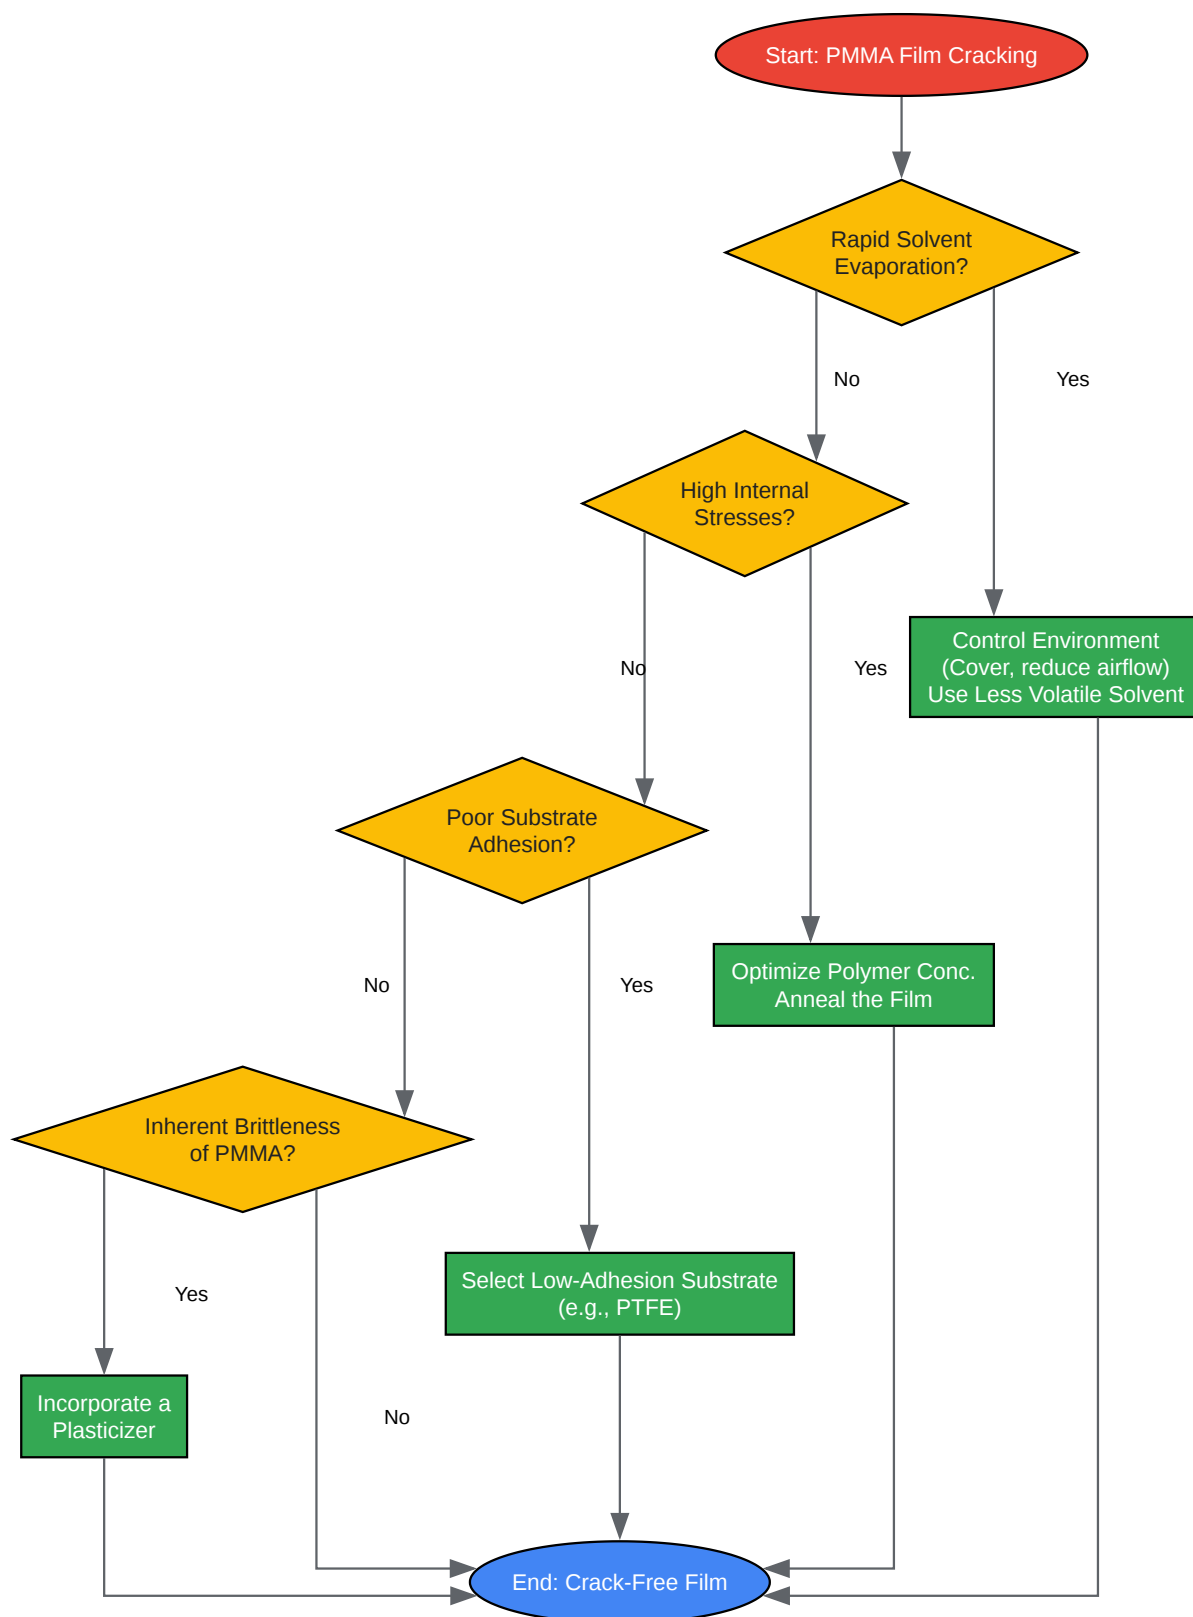 Start: PMMA Film Cracking
Rapid Solvent
Evaporation?
No
Yes
High Internal
Stresses?
Control Environment
(Cover, reduce airflow)
Use Less Volatile Solvent
No
Yes
Poor Substrate
Adhesion?
Optimize Polymer Conc.
Anneal the Film
No
Yes
Inherent Brittleness
of PMMA?
Select Low-Adhesion Substrate
(e.g., PTFE)
Yes
Incorporate a
Plasticizer
No
End: Crack-Free Film